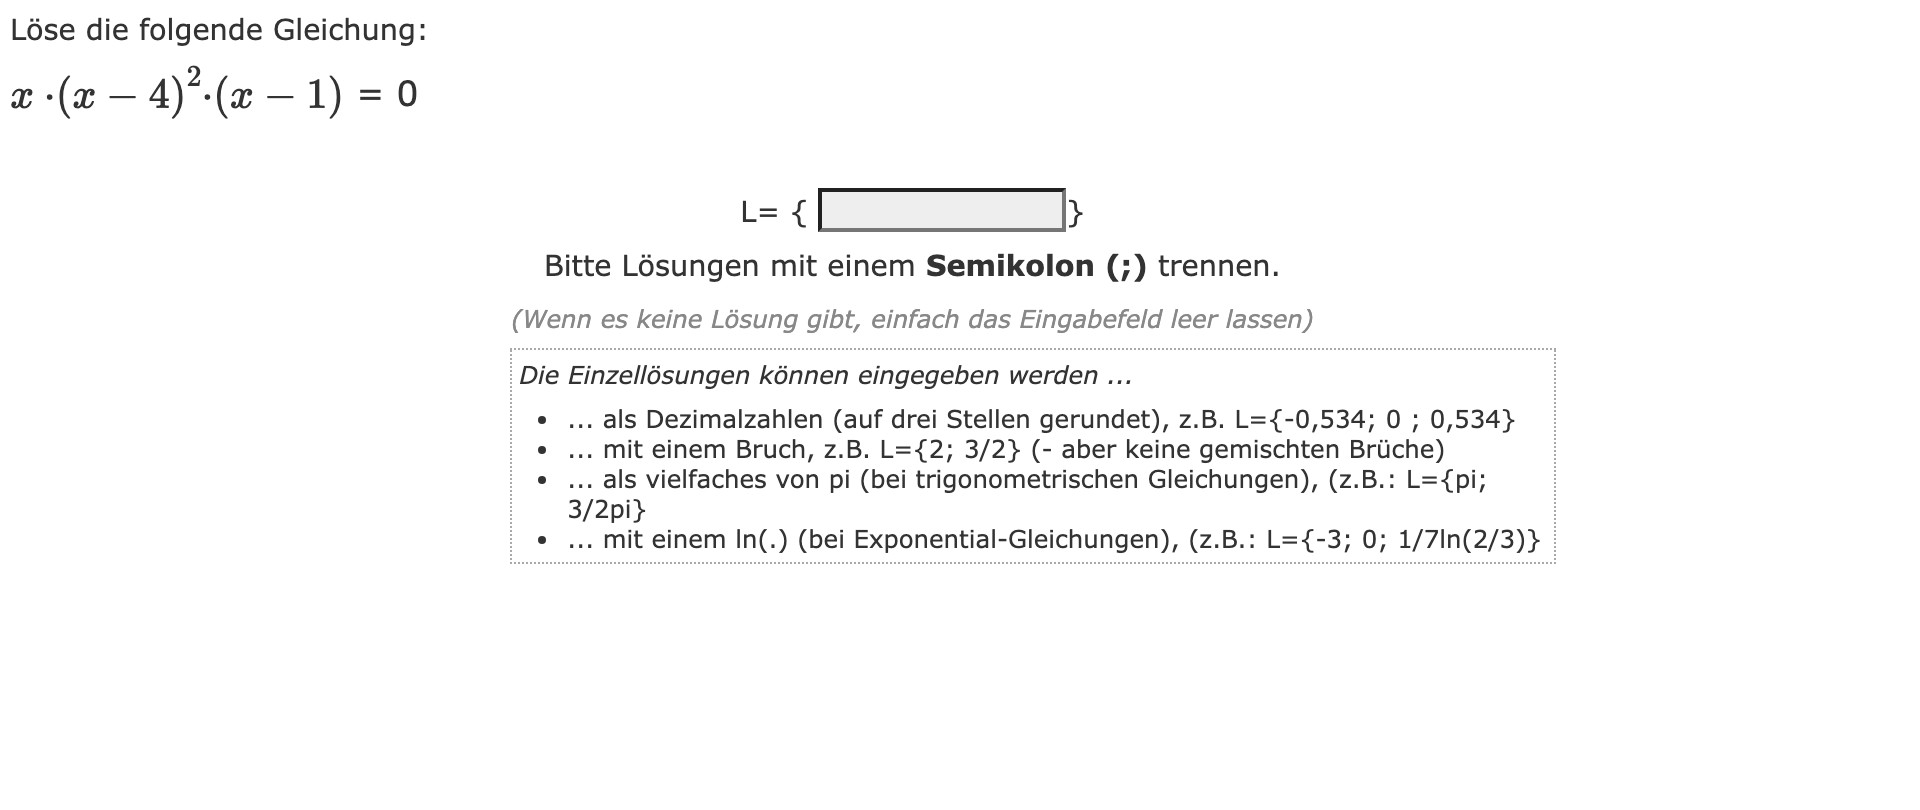 Löse die folgende Gleichung:
x ·(x − 4)²·(x − 1) = 0
L= { }
Bitte Lösungen mit einem Semikolon (;) trennen.
(Wenn es keine Lösung gibt, einfach das Eingabefeld leer lassen)
Die Einzellösungen können eingegeben werden ...
• ... als Dezimalzahlen (auf drei Stellen gerundet), z.B. L={-0,534; 0 ; 0,534}
• ... mit einem Bruch, z.B. L={2; 3/2} (- aber keine gemischten Brüche)
• ... als vielfaches von pi (bei trigonometrischen Gleichungen), (z.B.: L={pi;
3/2pi}
• ... mit einem ln(.) (bei Exponential-Gleichungen), (z.B.: L={-3; 0; 1/7ln(2/3)}